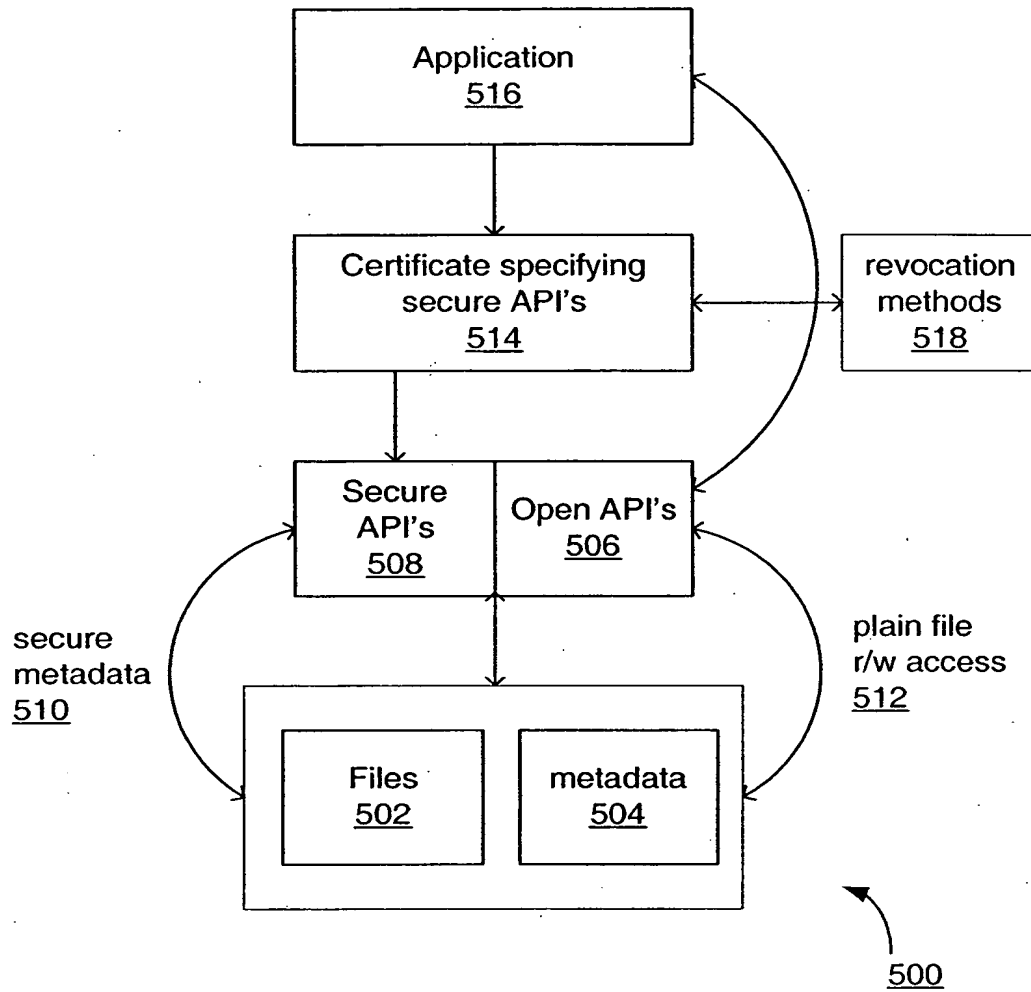 Application
516
Certificate specifying
secure API's
514
revocation
methods
518
Secure
API's
508
Open API's
506
secure
metadata
510
plain file
r/w access
512
Files
502
metadata
504
500